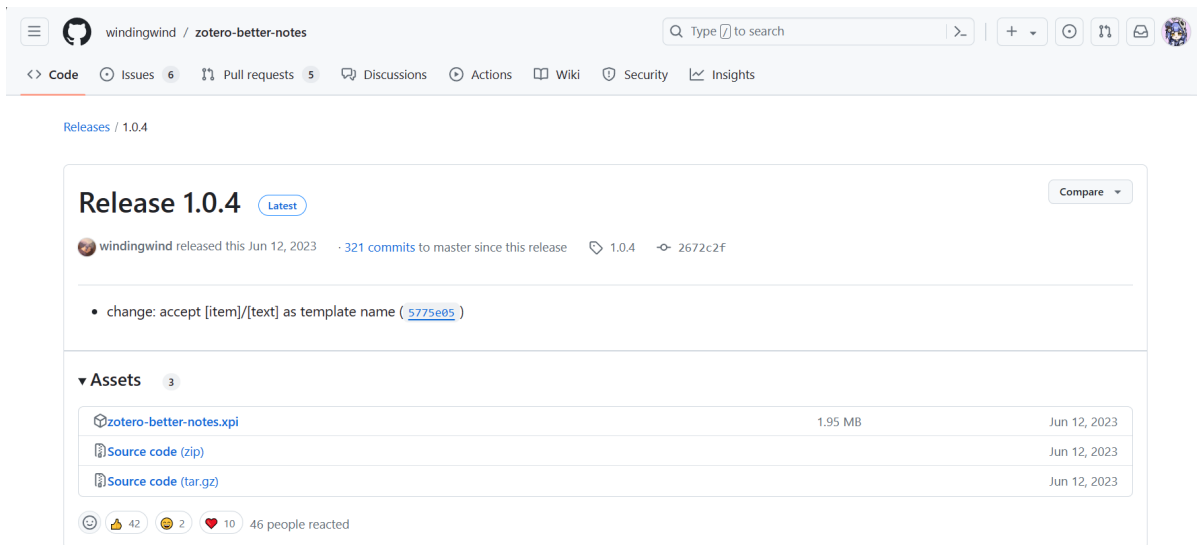 windingwind / zotero-better-notes
Type / to search
Code Issues 6 Pull requests 5 Discussions Actions Wiki Security Insights
Releases / 1.0.4
Release 1.0.4 Latest Compare
windingwind released this Jun 12, 2023 · 321 commits to master since this release 1.0.4 2672c2f
• change: accept [item]/[text] as template name ( 5775e05 )
Assets 3
zotero-better-notes.xpi 1.95 MB Jun 12, 2023
Source code (zip) Jun 12, 2023
Source code (tar.gz) Jun 12, 2023
42 2 10 46 people reacted